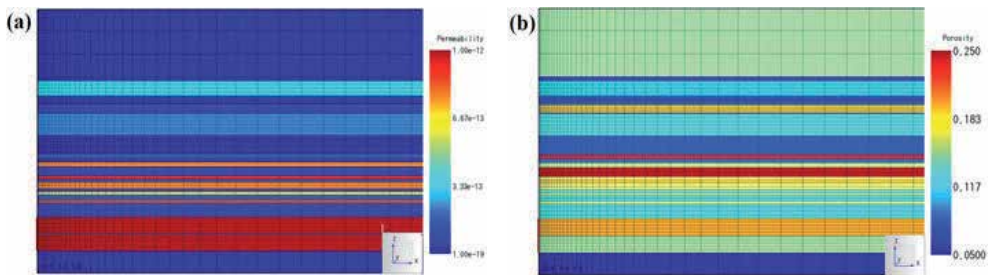 (a)
Permeability
1.00e-12
6.67e-13
3.33e-13
1.00e-19
z
y
x
(b)
Porosity
0.250
0.183
0.117
0.0500
z
y
x